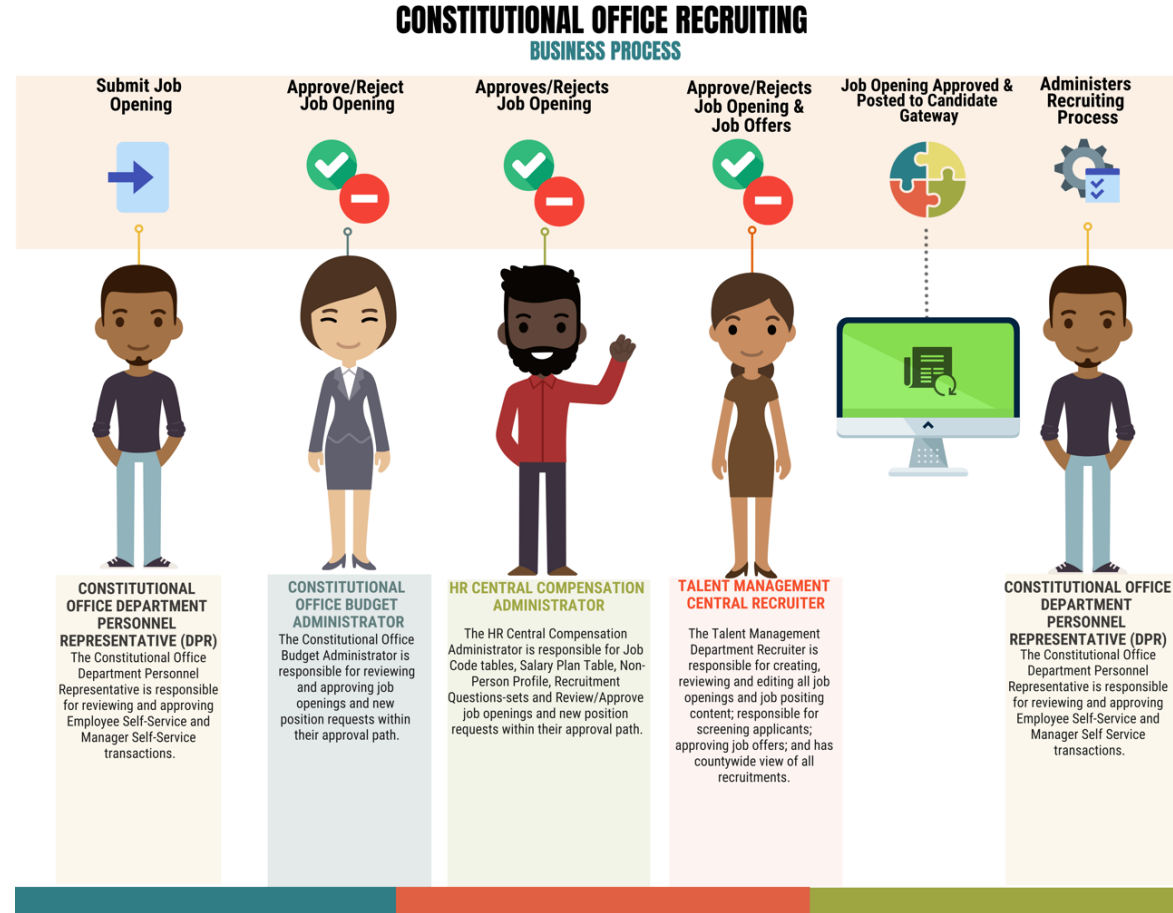 CONSTITUTIONAL OFFICE RECRUITING
BUSINESS PROCESS
Submit Job
Opening
Approve/Reject
Job Opening
Approves/Rejects
Job Opening
Approve/Rejects
Job Opening &
Job Offers
Job Opening Approved &
Posted to Candidate
Gateway
Administers
Recruiting
Process
CONSTITUTIONAL
OFFICE DEPARTMENT
PERSONNEL
REPRESENTATIVE (DPR)
The Constitutional Office
Department Personnel
Representative is responsible
for reviewing and approving
Employee Self-Service and
Manager Self-Service
transactions.
CONSTITUTIONAL
OFFICE BUDGET
ADMINISTRATOR
The Constitutional Office
Budget Administrator is
responsible for reviewing
and approving job
openings and new
position requests within
their approval path.
HR CENTRAL COMPENSATION
ADMINISTRATOR
The HR Central Compensation
Administrator is responsible for Job
Code tables, Salary Plan Table, Non-
Person Profile, Recruitment
Questions-sets and Review/Approve
job openings and new position
requests within their approval path.
TALENT MANAGEMENT
CENTRAL RECRUITER
The Talent Management
Department Recruiter is
responsible for creating,
reviewing and editing all job
openings and job positing
content; responsible for
screening applicants;
approving job offers; and has
countywide view of all
recruitments.
CONSTITUTIONAL OFFICE
DEPARTMENT
PERSONNEL
REPRESENTATIVE (DPR)
The Constitutional Office
Department Personnel
Representative is responsible
for reviewing and approving
Employee Self-Service and
Manager Self Service
transactions.